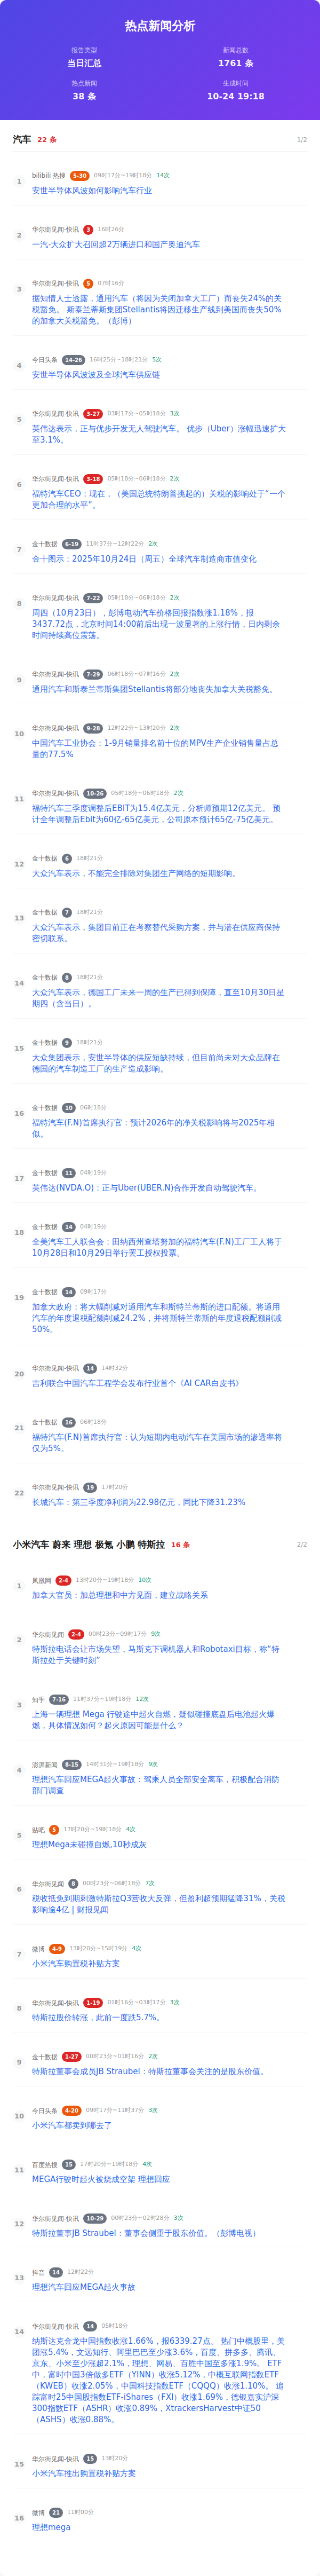 热点新闻分析
报告类型
新闻总数
当日汇总
1761 条
热点新闻
生成时间
38 条
10-24 19:18
汽车 22 条 1/2
1
bilibili 热搜 5-30 09时17分~19时18分 14次
安世半导体风波如何影响汽车行业
2
华尔街见闻-快讯 3 16时26分
一汽-大众扩大召回超2万辆进口和国产奥迪汽车
3
华尔街见闻-快讯 5 07时16分
据知情人士透露，通用汽车（将因为关闭加拿大工厂）而丧失24%的关
税豁免。 斯泰兰蒂斯集团Stellantis将因迁移生产线到美国而丧失50%
的加拿大关税豁免。（彭博）
4
今日头条 14-26 16时25分~18时21分 5次
安世半导体风波波及全球汽车供应链
5
华尔街见闻-快讯 3-27 03时17分~05时18分 3次
英伟达表示，正与优步开发无人驾驶汽车。 优步（Uber）涨幅迅速扩大
至3.1%。
6
华尔街见闻-快讯 3-18 05时18分~06时18分 2次
福特汽车CEO：现在，（美国总统特朗普挑起的）关税的影响处于“一个
更加合理的水平”。
7
金十数据 6-19 11时37分~12时22分 2次
金十图示：2025年10月24日（周五）全球汽车制造商市值变化
8
华尔街见闻-快讯 7-22 05时18分~06时18分 2次
周四（10月23日），彭博电动汽车价格回报指数涨1.18%，报
3437.72点，北京时间14:00前后出现一波显著的上涨行情，日内剩余
时间持续高位震荡。
9
华尔街见闻-快讯 7-29 06时18分~07时16分 2次
通用汽车和斯泰兰蒂斯集团Stellantis将部分地丧失加拿大关税豁免。
10
华尔街见闻-快讯 9-28 12时22分~13时20分 2次
中国汽车工业协会：1-9月销量排名前十位的MPV生产企业销售量占总
量的77.5%
11
华尔街见闻-快讯 10-26 05时18分~06时18分 2次
福特汽车三季度调整后EBIT为15.4亿美元，分析师预期12亿美元。 预
计全年调整后Ebit为60亿-65亿美元，公司原本预计65亿-75亿美元。
12
金十数据 6 18时21分
大众汽车表示，不能完全排除对集团生产网络的短期影响。
13
金十数据 7 18时21分
大众汽车表示，集团目前正在考察替代采购方案，并与潜在供应商保持
密切联系。
14
金十数据 8 18时21分
大众汽车表示，德国工厂未来一周的生产已得到保障，直至10月30日星
期四（含当日）。
15
金十数据 9 18时21分
大众集团表示，安世半导体的供应短缺持续，但目前尚未对大众品牌在
德国的汽车制造工厂的生产造成影响。
16
金十数据 10 06时18分
福特汽车(F.N)首席执行官：预计2026年的净关税影响将与2025年相
似。
17
金十数据 11 04时19分
英伟达(NVDA.O)：正与Uber(UBER.N)合作开发自动驾驶汽车。
18
金十数据 14 04时19分
全美汽车工人联合会：田纳西州查塔努加的福特汽车(F.N)工厂工人将于
10月28日和10月29日举行罢工授权投票。
19
金十数据 14 09时17分
加拿大政府：将大幅削减对通用汽车和斯特兰蒂斯的进口配额。将通用
汽车的年度退税配额削减24.2%，并将斯特兰蒂斯的年度退税配额削减
50%。
20
华尔街见闻-快讯 14 14时32分
吉利联合中国汽车工程学会发布行业首个《AI CAR白皮书》
21
金十数据 16 06时18分
福特汽车(F.N)首席执行官：认为短期内电动汽车在美国市场的渗透率将
仅为5%。
22
华尔街见闻-快讯 19 17时20分
长城汽车：第三季度净利润为22.98亿元，同比下降31.23%
小米汽车 蔚来 理想 极氪 小鹏 特斯拉 16 条 2/2
1
凤凰网 2-4 13时20分~19时18分 10次
加拿大官员：加总理想和中方见面，建立战略关系
2
华尔街见闻 2-4 00时23分~09时17分 9次
特斯拉电话会让市场失望，马斯克下调机器人和Robotaxi目标，称“特
斯拉处于关键时刻”
3
知乎 7-16 11时37分~19时18分 12次
上海一辆理想 Mega 行驶途中起火自燃，疑似碰撞底盘后电池起火爆
燃，具体情况如何？起火原因可能是什么？
4
澎湃新闻 8-15 14时31分~19时18分 9次
理想汽车回应MEGA起火事故：驾乘人员全部安全离车，积极配合消防
部门调查
5
贴吧 5 17时20分~19时18分 4次
理想Mega未碰撞自燃,10秒成灰
6
华尔街见闻 8 00时23分~06时18分 7次
税收抵免到期刺激特斯拉Q3营收大反弹，但盈利超预期猛降31%，关税
影响逾4亿 | 财报见闻
7
微博 4-9 13时20分~15时19分 4次
小米汽车购置税补贴方案
8
华尔街见闻-快讯 1-19 01时16分~03时17分 3次
特斯拉股价转涨，此前一度跌5.7%。
9
金十数据 1-27 00时23分~01时16分 2次
特斯拉董事会成员JB Straubel：特斯拉董事会关注的是股东价值。
10
今日头条 4-20 09时17分~11时37分 3次
小米汽车都卖到哪去了
11
百度热搜 15 17时20分~19时18分 4次
MEGA行驶时起火被烧成空架 理想回应
12
华尔街见闻-快讯 10-29 00时23分~02时28分 3次
特斯拉董事JB Straubel：董事会侧重于股东价值。（彭博电视）
13
抖音 14 12时22分
理想汽车回应MEGA起火事故
14
华尔街见闻-快讯 14 05时18分
纳斯达克金龙中国指数收涨1.66%，报8339.27点。 热门中概股里，美
团涨5.4%，文远知行、阿里巴巴至少涨3.6%，百度、拼多多、腾讯、
京东、小米至少涨超2.1%，理想、网易、百胜中国至多涨1.9%。 ETF
中，富时中国3倍做多ETF（YINN）收涨5.12%，中概互联网指数ETF
（KWEB）收涨2.05%，中国科技指数ETF（CQQQ）收涨1.10%。 追
踪富时25中国股指数ETF-iShares（FXI）收涨1.69%，德银嘉实沪深
300指数ETF（ASHR）收涨0.89%，XtrackersHarvest中证50
（ASHS）收涨0.88%。
15
华尔街见闻-快讯 15 13时20分
小米汽车推出购置税补贴方案
16
微博 21 11时00分
理想mega